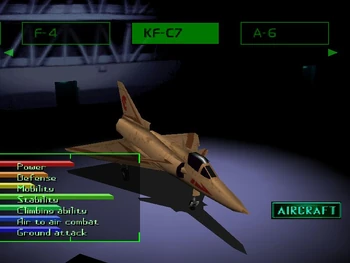 F-4
KF-C7
A-6
Power
Defense
Mobility
Stability
Climbing ability
Air to air combat
Ground attack
AIRCRAFT